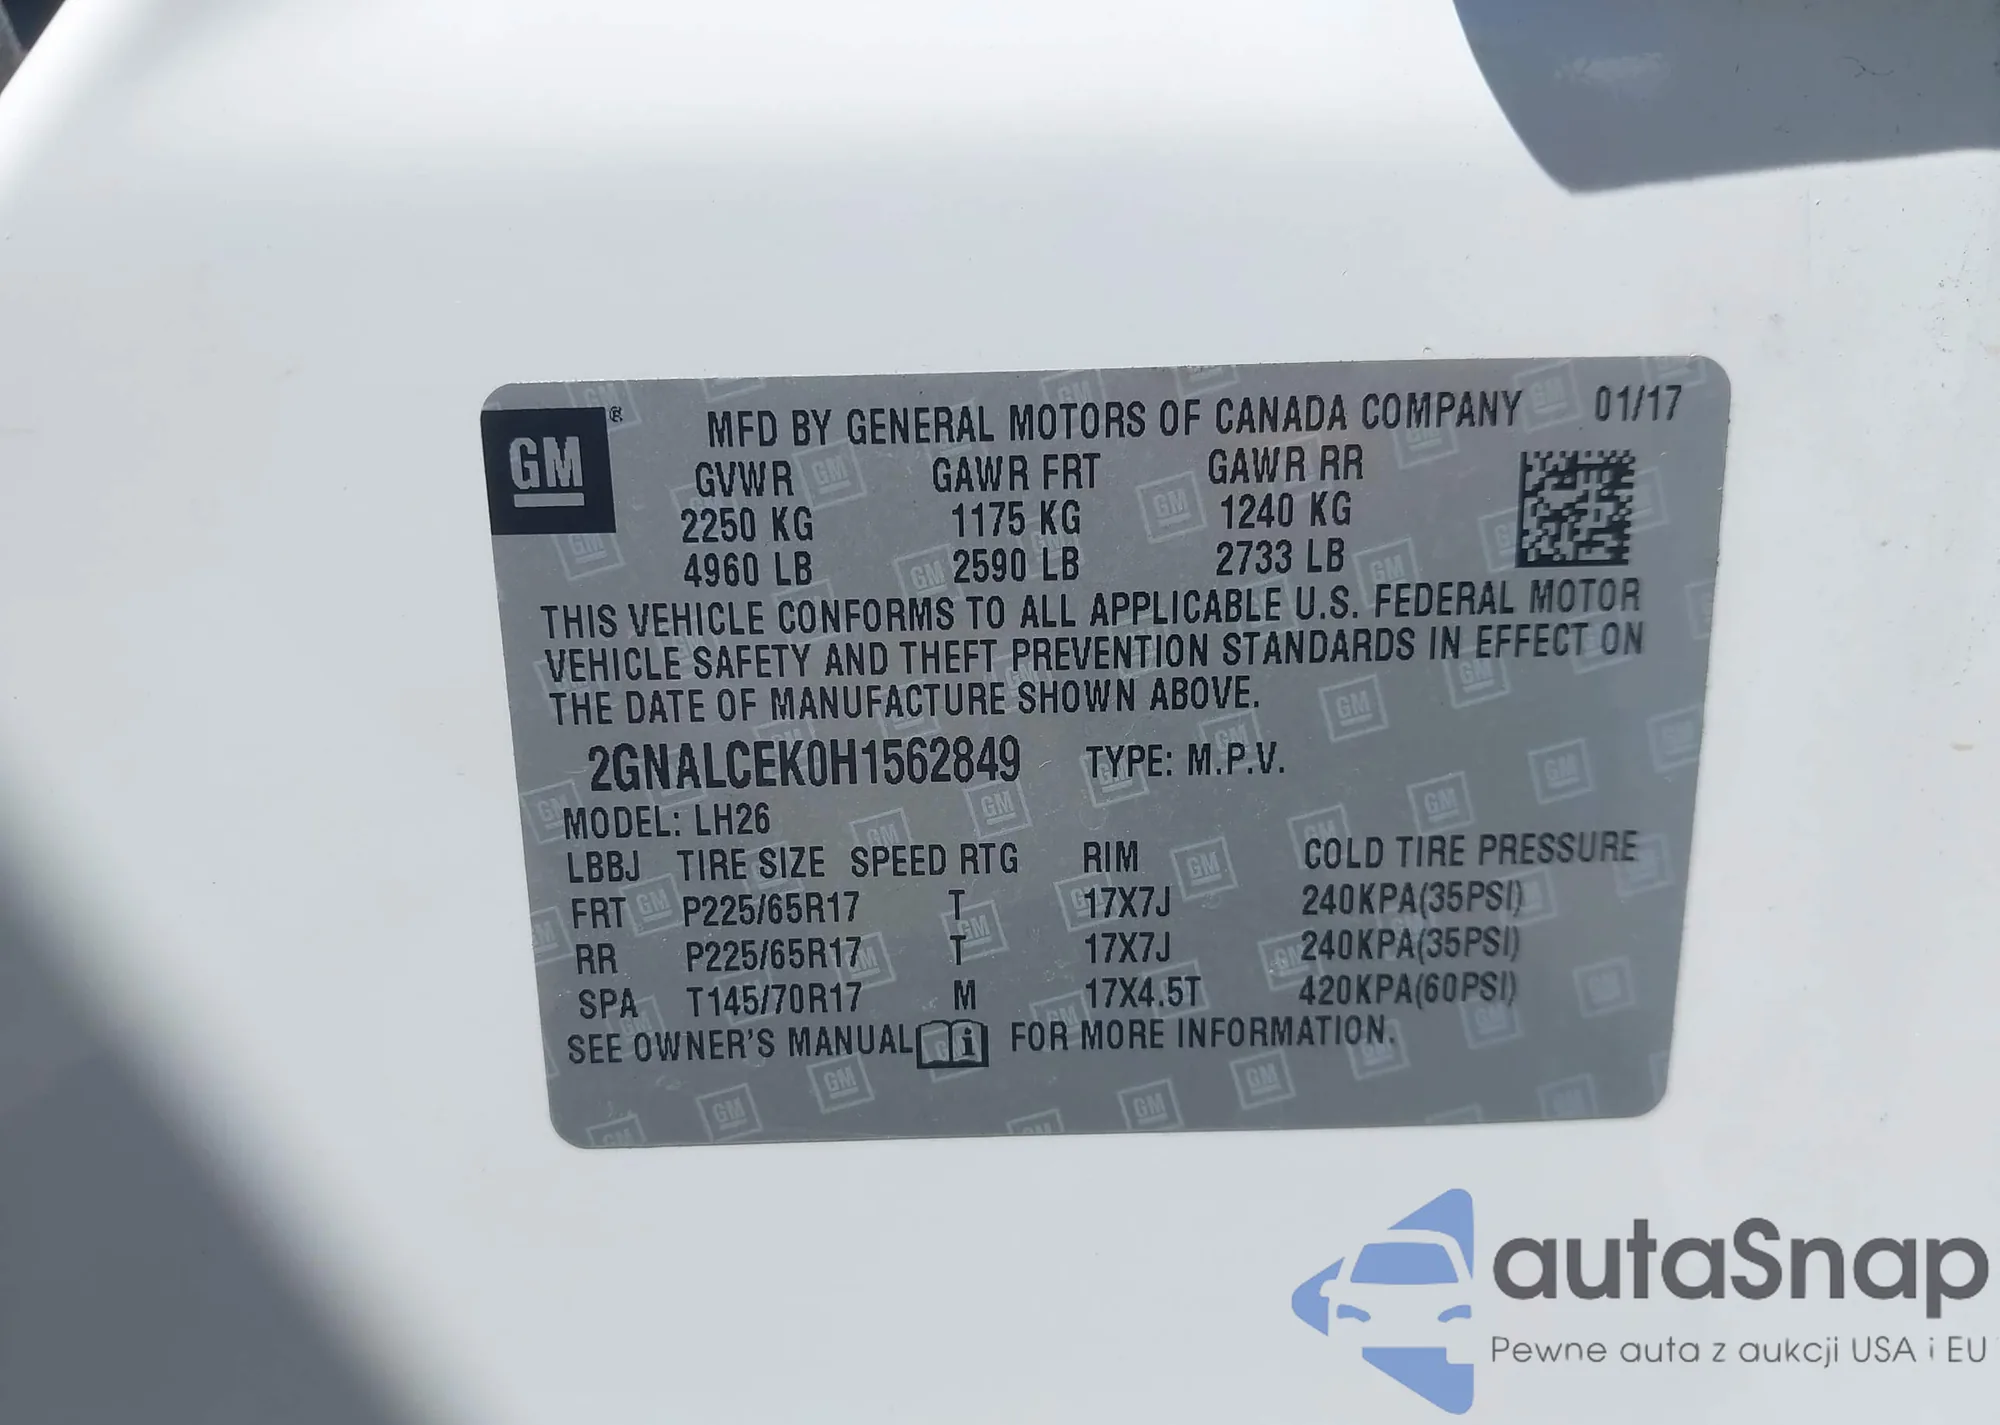 GM ® MFD BY GENERAL MOTORS OF CANADA COMPANY 01/17
GVWR GAWR FRT GAWR RR
2250 KG 1175 KG 1240 KG
4960 LB 2590 LB 2733 LB
THIS VEHICLE CONFORMS TO ALL APPLICABLE U.S. FEDERAL MOTOR
VEHICLE SAFETY AND THEFT PREVENTION STANDARDS IN EFFECT ON
THE DATE OF MANUFACTURE SHOWN ABOVE.
2GNALCEK0H1562849 TYPE: M.P.V.
MODEL: LH26
LBBJ TIRE SIZE SPEED RTG RIM COLD TIRE PRESSURE
FRT P225/65R17 T 17X7J 240KPA(35PSI)
RR P225/65R17 T 17X7J 240KPA(35PSI)
SPA T145/70R17 M 17X4.5T 420KPA(60PSI)
SEE OWNER'S MANUAL i FOR MORE INFORMATION.
autaSnap
Pewne auta z aukcji USA i EU